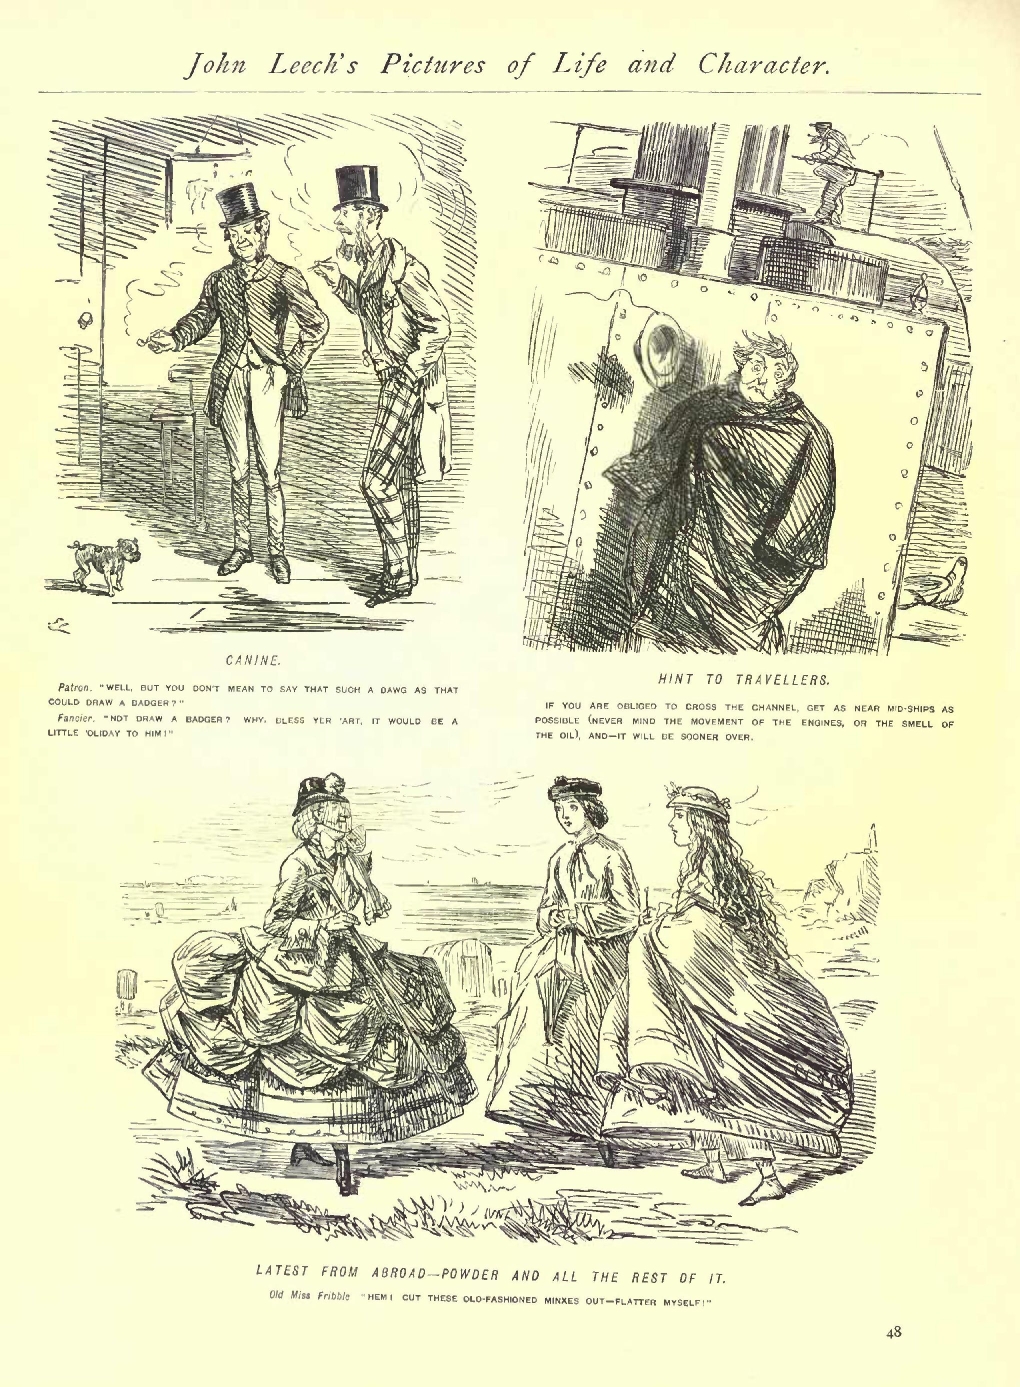 John Leech's Pictures of Life and Character.
CANINE.
Patron. "WELL, BUT YOU DON'T MEAN TO SAY THAT SUCH A DAWG AS THAT
COULD DRAW A BADGER?"
Fancier. "NOT DRAW A BADGER? WHY, BLESS YER 'ART, IT WOULD BE A
LITTLE 'OLIDAY TO HIM!"
HINT TO TRAVELLERS.
IF YOU ARE OBLIGED TO CROSS THE CHANNEL, GET AS NEAR MID-SHIPS AS
POSSIBLE (NEVER MIND THE MOVEMENT OF THE ENGINES, OR THE SMELL OF
THE OIL), AND—IT WILL BE SOONER OVER.
LATEST FROM ABROAD—POWDER AND ALL THE REST OF IT.
Old Miss Fribble "HEM! CUT THESE OLD-FASHIONED MINXES OUT—FLATTER MYSELF!"
48